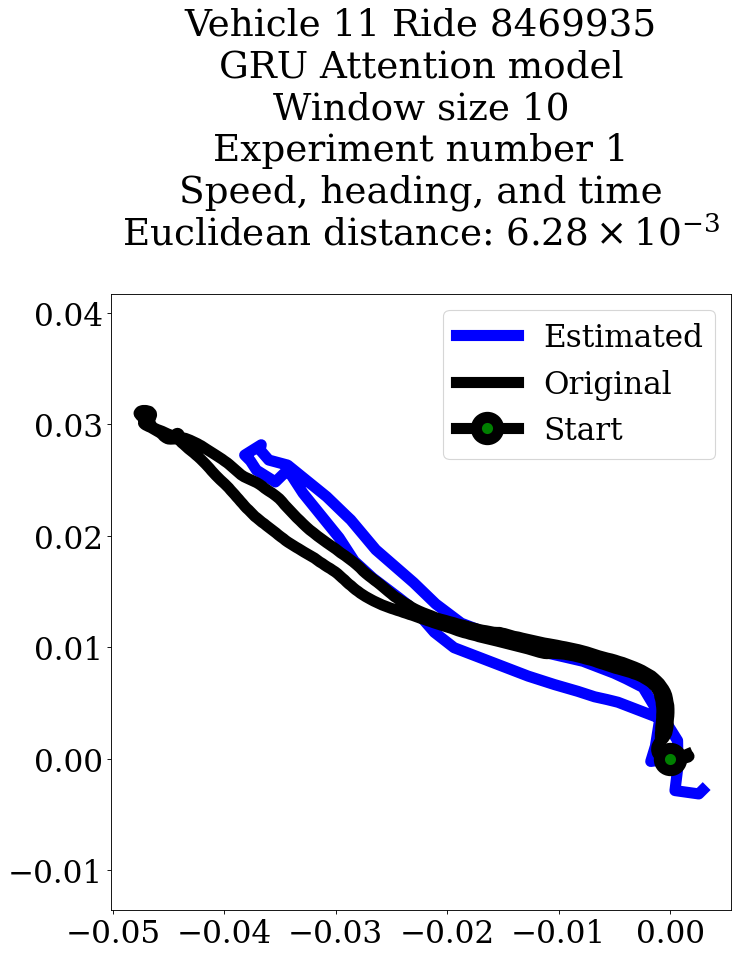 Vehicle 11 Ride 8469935
GRU Attention model
Window size 10
Experiment number 1
Speed, heading, and time
Euclidean distance: 6.28 × 10⁻³
Estimated
Original
Start
0.04
0.03
0.02
0.01
0.00
−0.01
−0.05 −0.04 −0.03 −0.02 −0.01 0.00